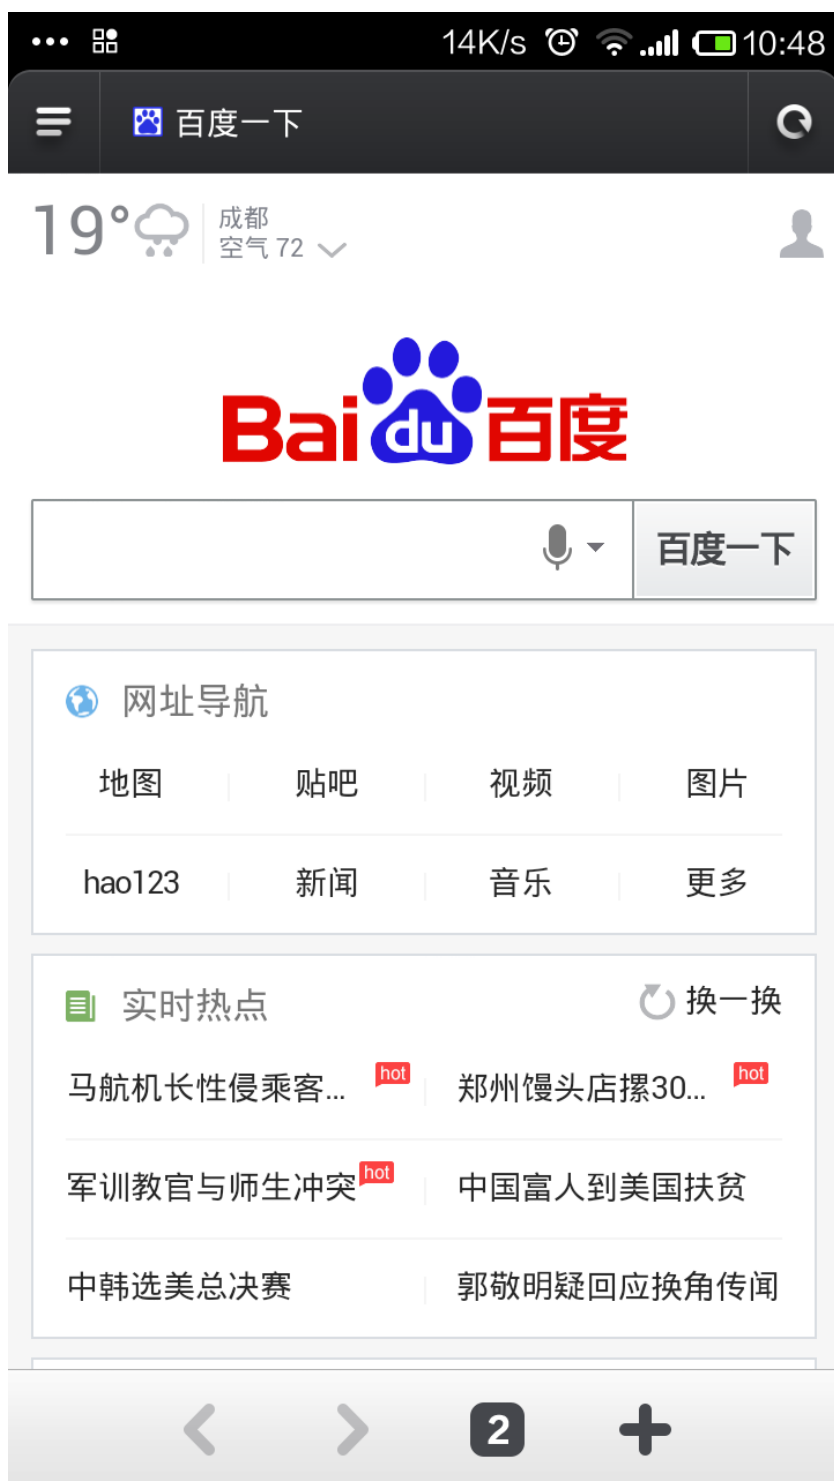 14K/s 10:48
百度一下
19° 成都
空气 72
Bai du 百度
百度一下
网址导航
地图 贴吧 视频 图片
hao123 新闻 音乐 更多
实时热点 换一换
马航机长性侵乘客... hot 郑州馒头店摞30... hot
军训教官与师生冲突 hot 中国富人到美国扶贫
中韩选美总决赛 郭敬明疑回应换角传闻
2